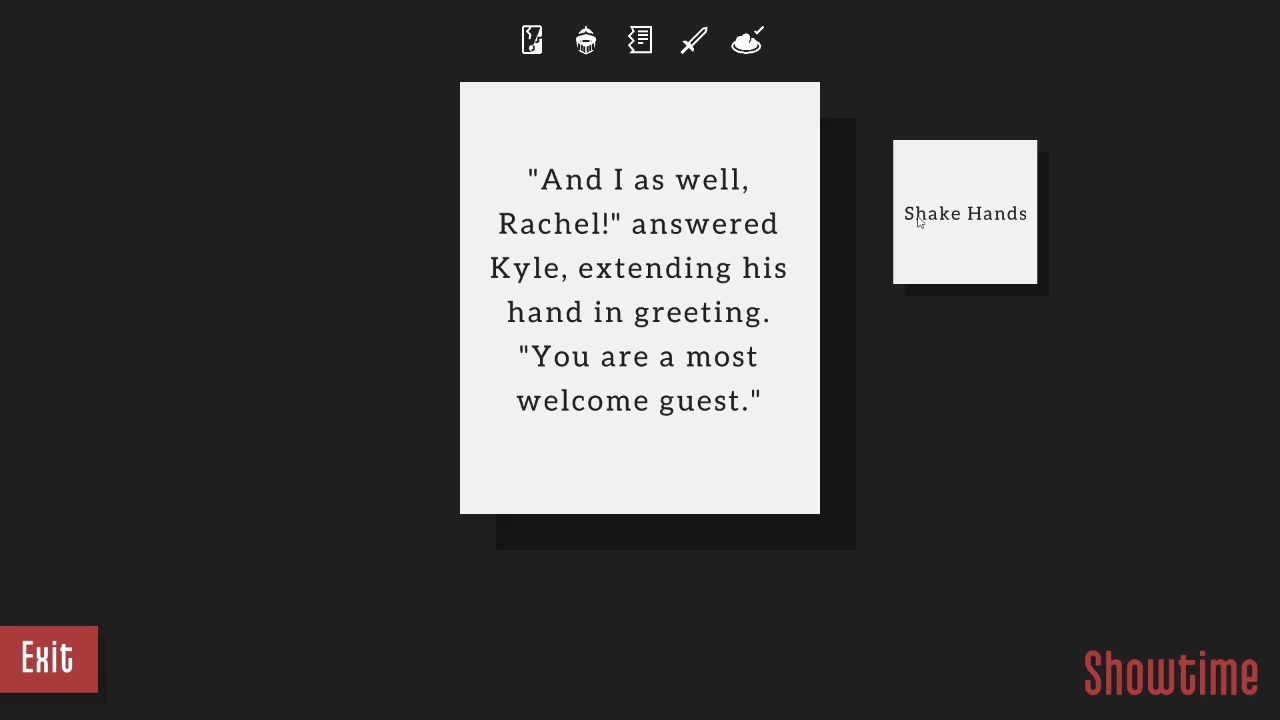 "And I as well,
Rachel!" answered
Kyle, extending his
hand in greeting.
"You are a most
welcome guest."
Shake Hands
Exit
Showtime